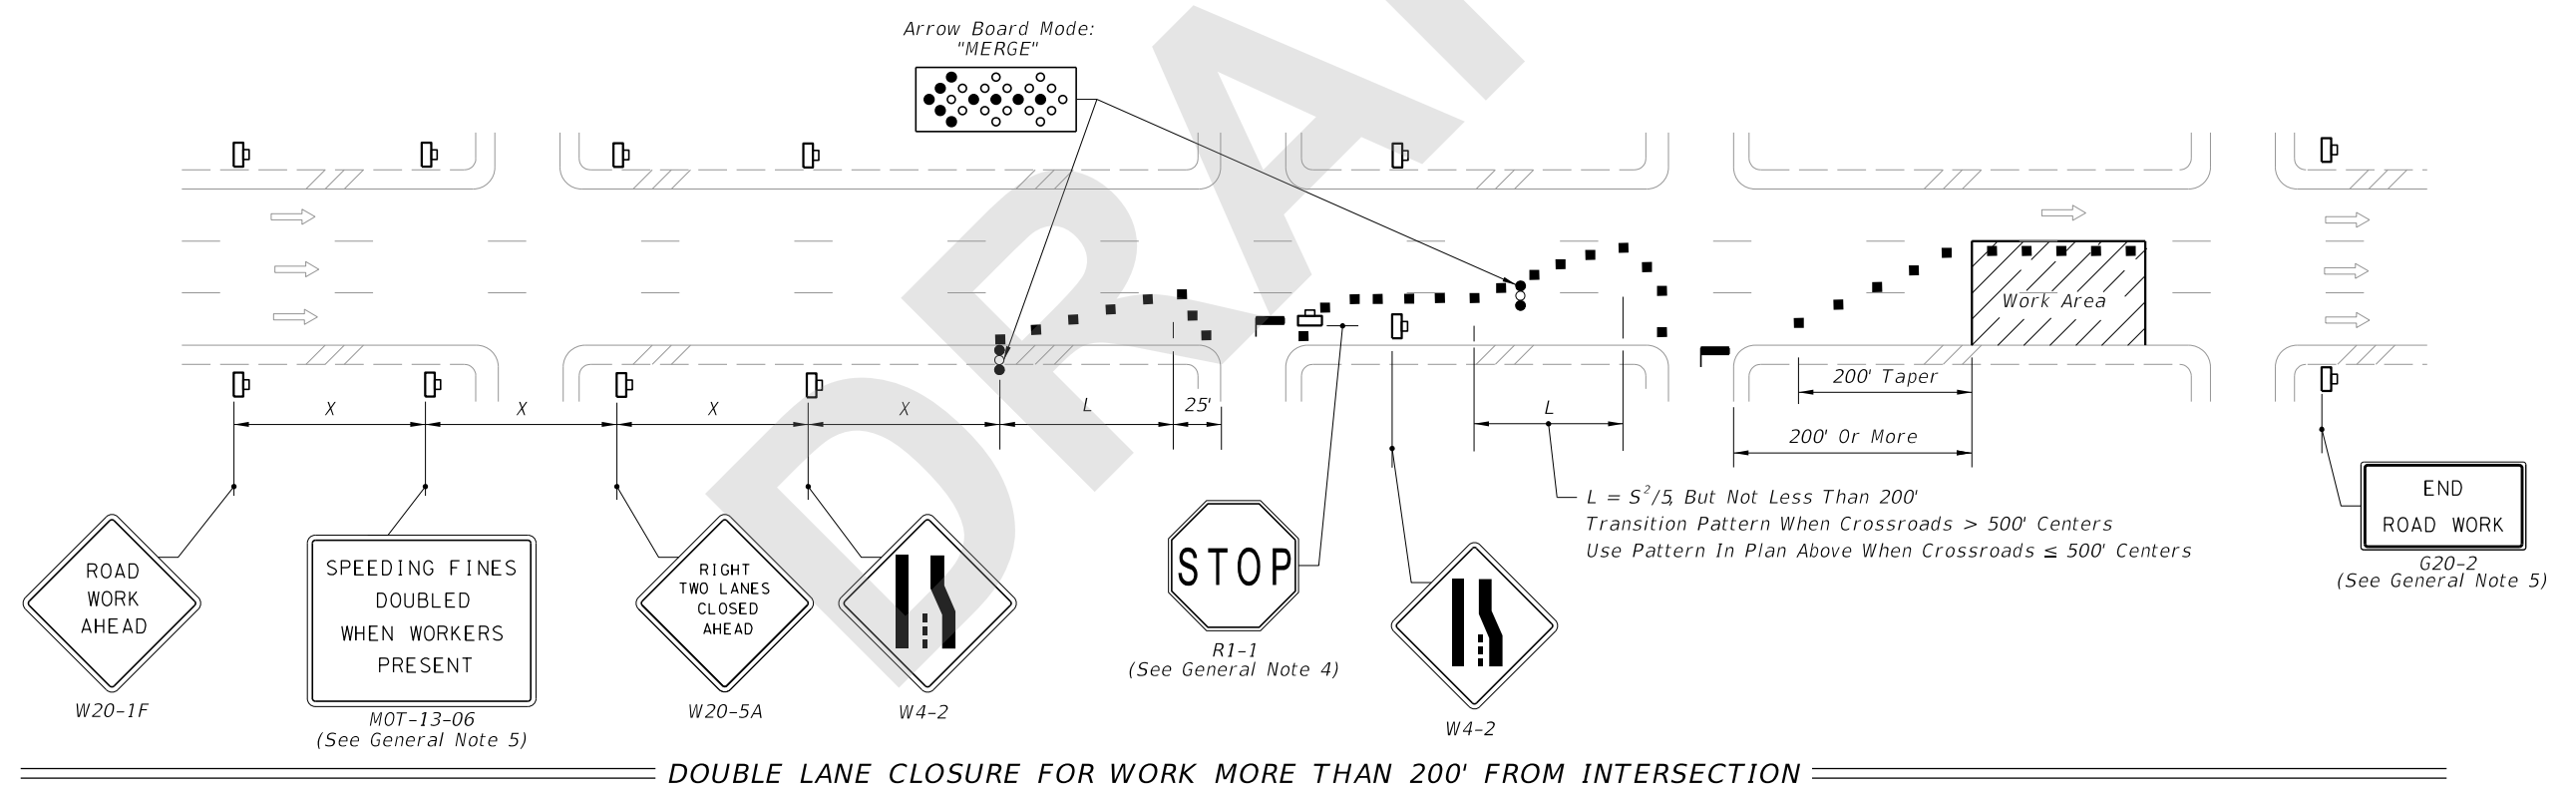 Arrow Board Mode:
"MERGE"
Work Area
X
X
X
X
L
25'
L
200' Taper
200' Or More
L = S²/5, But Not Less Than 200'
Transition Pattern When Crossroads > 500' Centers
Use Pattern In Plan Above When Crossroads ≤ 500' Centers
ROAD
WORK
AHEAD
W20-1F
SPEEDING FINES
DOUBLED
WHEN WORKERS
PRESENT
MOT-13-06
(See General Note 5)
RIGHT
TWO LANES
CLOSED
AHEAD
W20-5A
W4-2
STOP
R1-1
(See General Note 4)
W4-2
END
ROAD WORK
G20-2
(See General Note 5)
DOUBLE LANE CLOSURE FOR WORK MORE THAN 200' FROM INTERSECTION